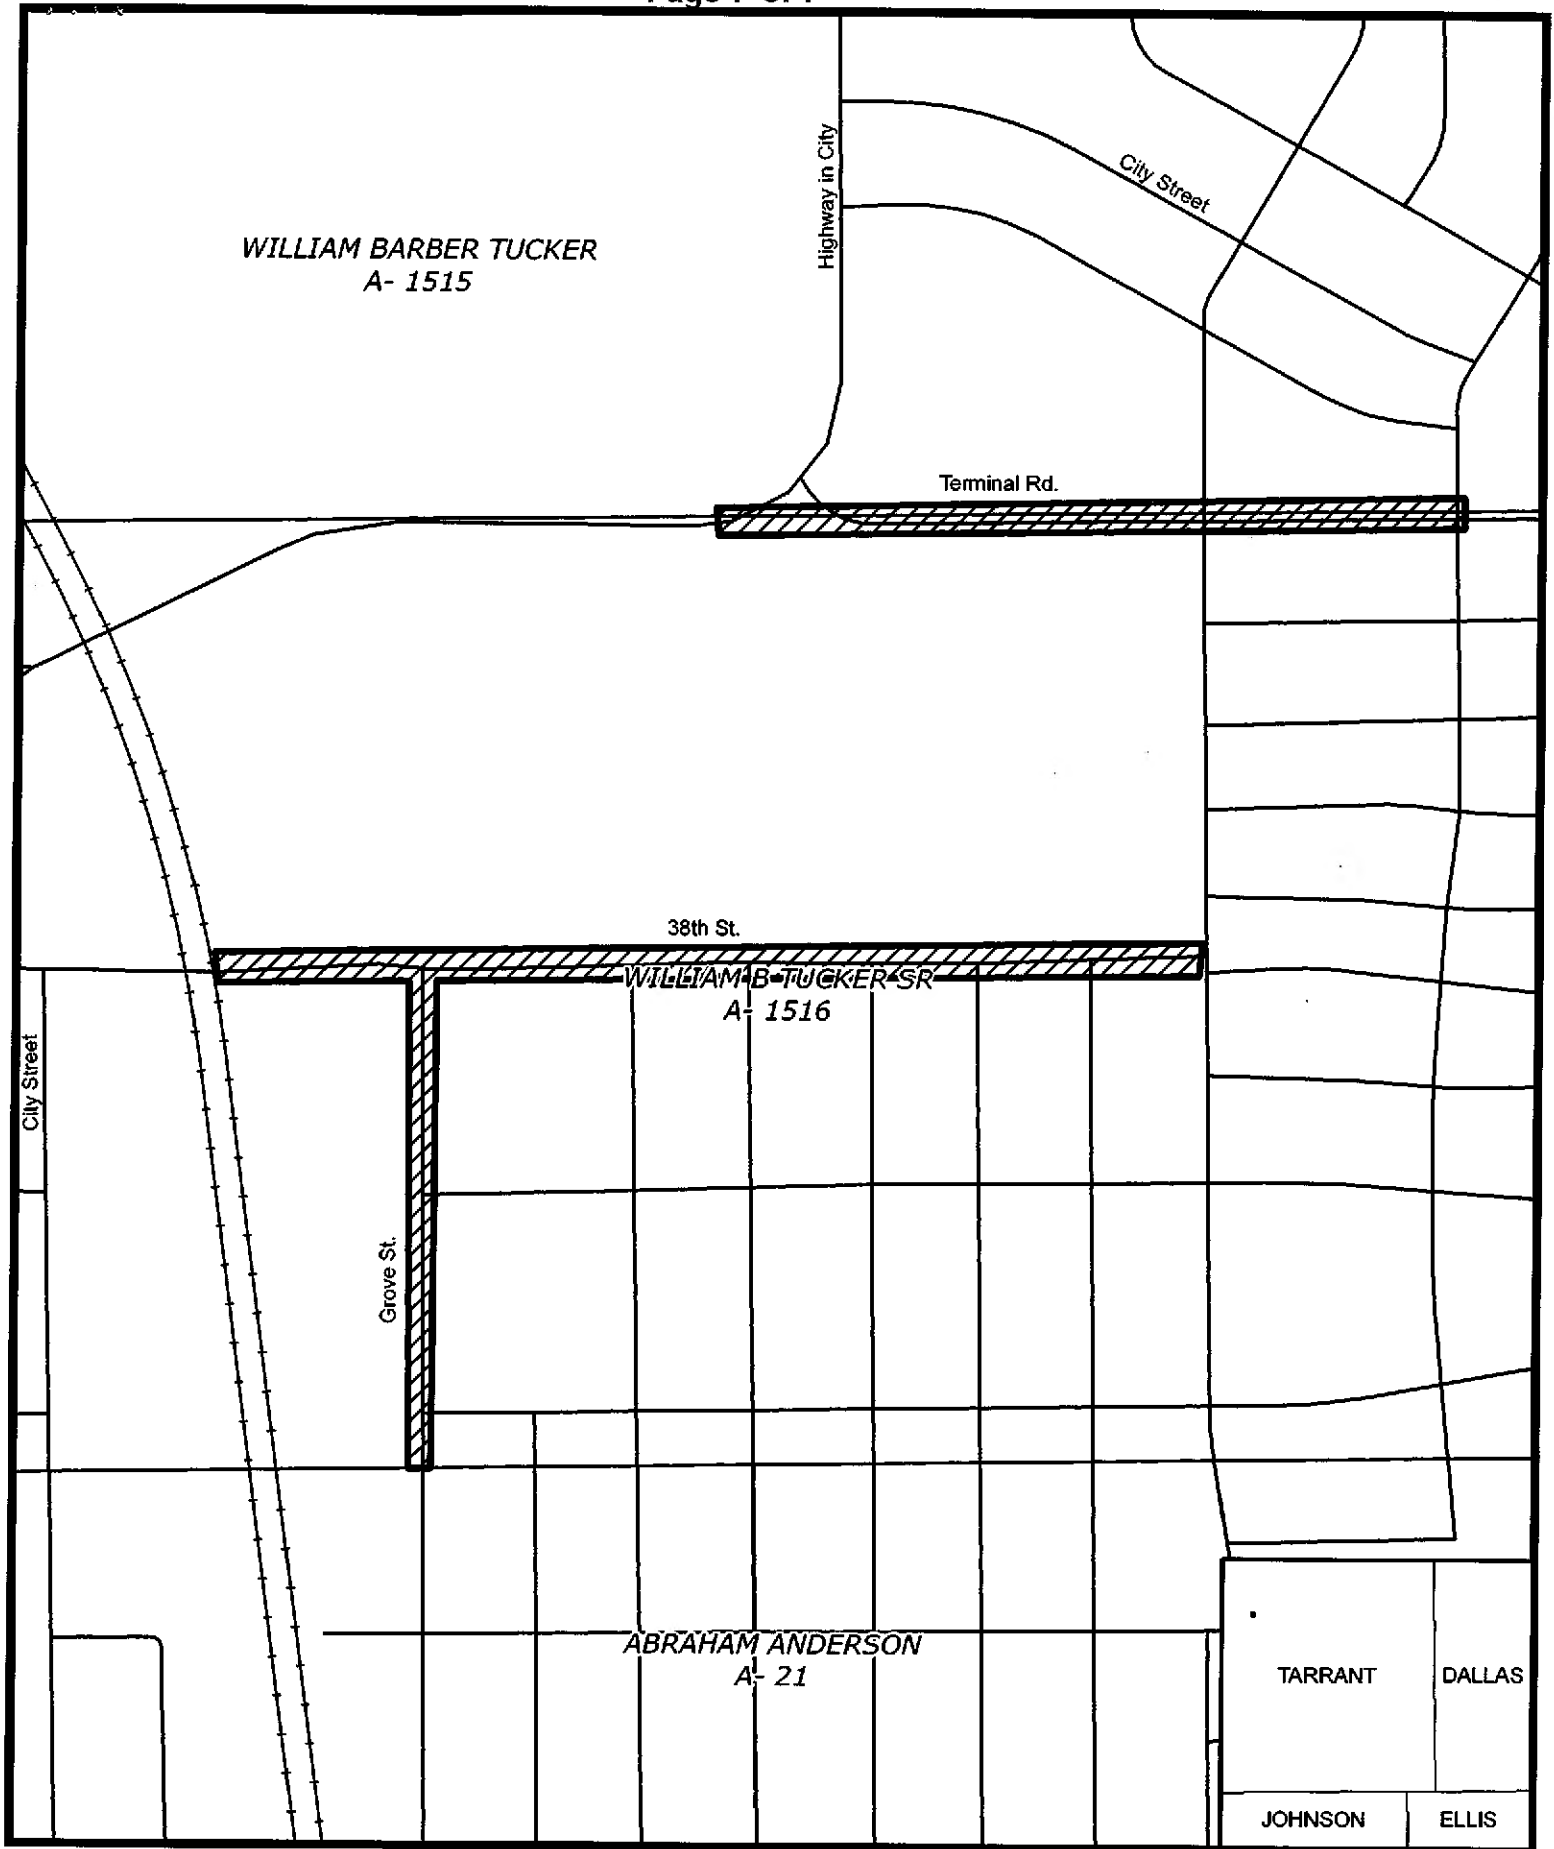 Highway in City
City Street
WILLIAM BARBER TUCKER
A- 1515
Terminal Rd.
38th St.
WILLIAM B TUCKER SR
A- 1516
City Street
Grove St.
ABRAHAM ANDERSON
A- 21
TARRANT
DALLAS
JOHNSON
ELLIS